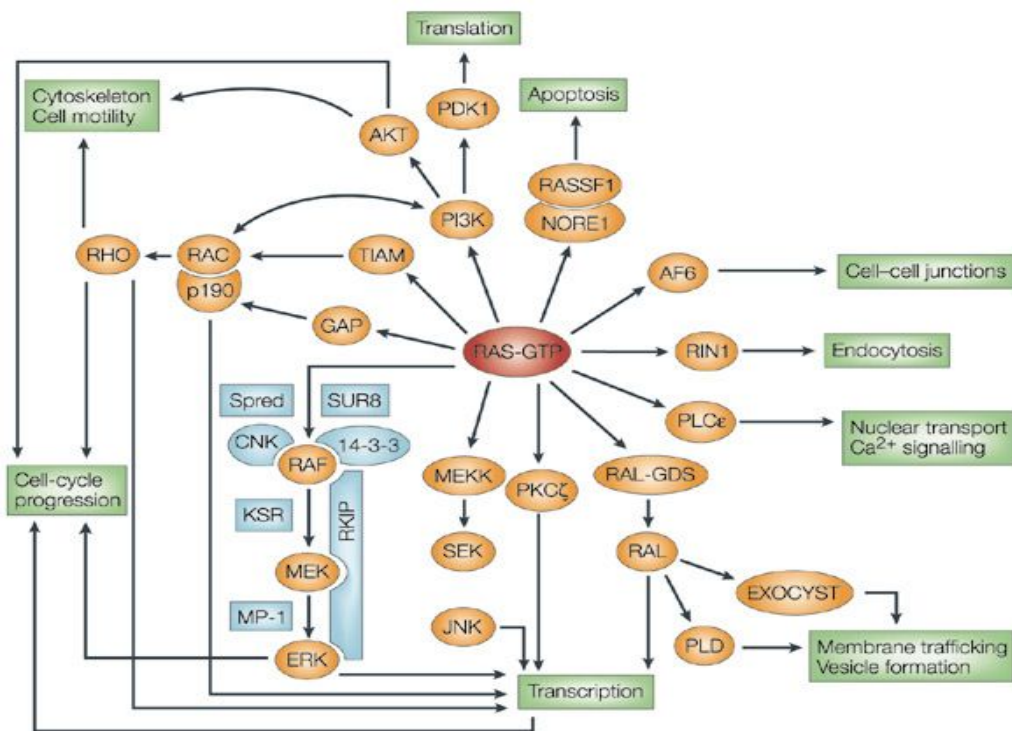 Translation
Cytoskeleton
Cell motility
PDK1
Apoptosis
AKT
RASSF1
NORE1
PI3K
RHO
RAC
p190
TIAM
AF6
Cell–cell junctions
GAP
RAS-GTP
RIN1
Endocytosis
Spred
SUR8
PLCε
Nuclear transport
Ca2+ signalling
CNK
14-3-3
RAF
Cell-cycle
progression
MEKK
PKCζ
RAL-GDS
KSR
RKIP
SEK
RAL
MEK
EXOCYST
MP-1
JNK
PLD
Membrane trafficking
Vesicle formation
ERK
Transcription